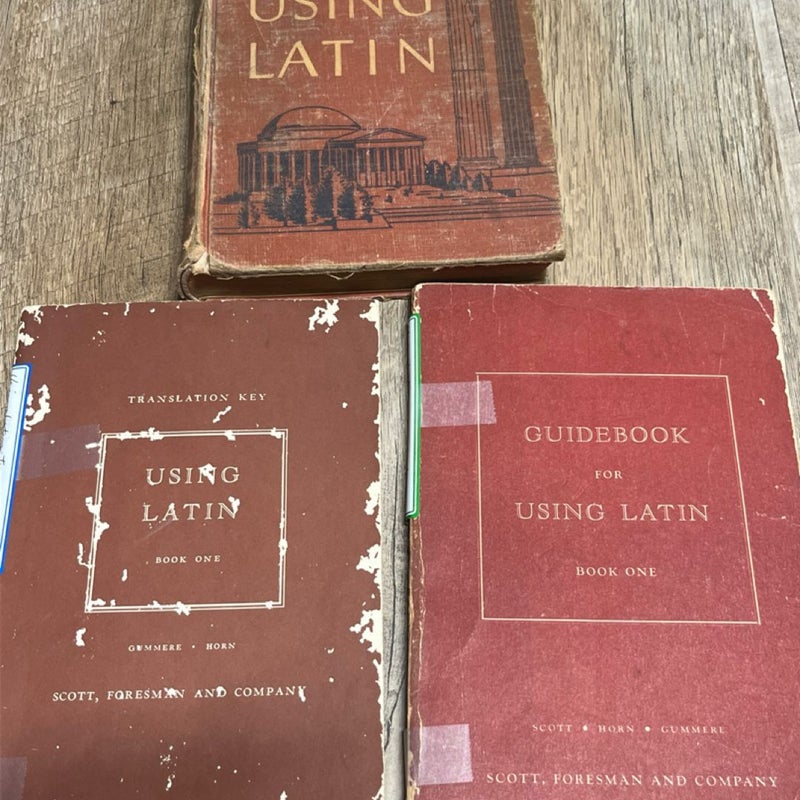 USING
LATIN
TRANSLATION KEY
USING
LATIN
BOOK ONE
GUMMERE • HORN
SCOTT, FORESMAN AND COMPANY
GUIDEBOOK
FOR
USING LATIN
BOOK ONE
SCOTT • HORN • GUMMERE
SCOTT, FORESMAN AND COMPANY